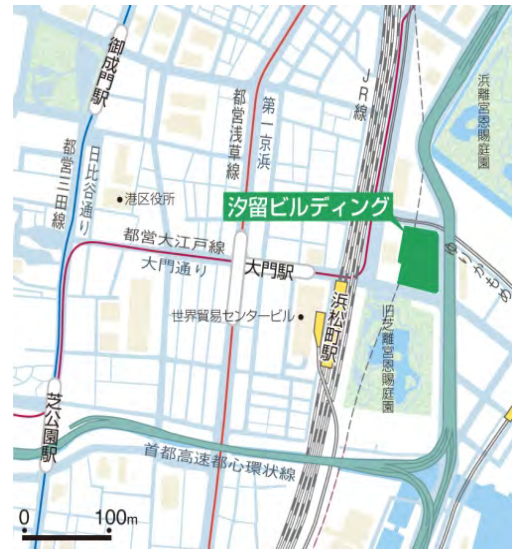 御成門駅
都営浅草線
第一京浜
JR線
浜離宮恩賜庭園
都営三田線
日比谷通り
港区役所
汐留ビルディング
都営大江戸線
大門通り
大門駅
ゆりかもめ
世界貿易センタービル
浜松町駅
旧芝離宮恩賜庭園
芝公園駅
首都高速都心環状線
0 100m